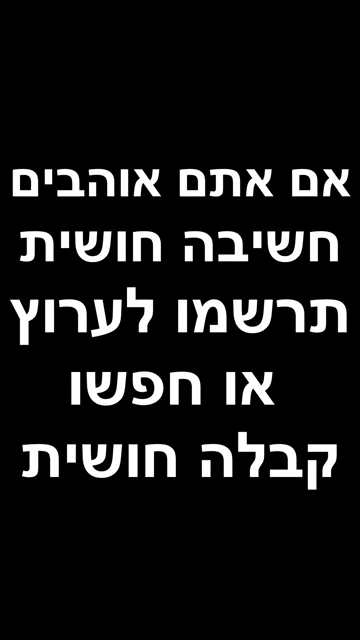 אם אתם אוהבים
חשיבה חושית
תרשמו לערוץ
או חפשו
קבלה חושית